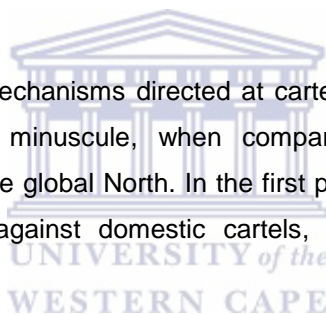 echanisms directed at carte
minuscule, when compar
e global North. In the first p
against domestic cartels,
UNIVERSITY of the
WESTERN CAPE